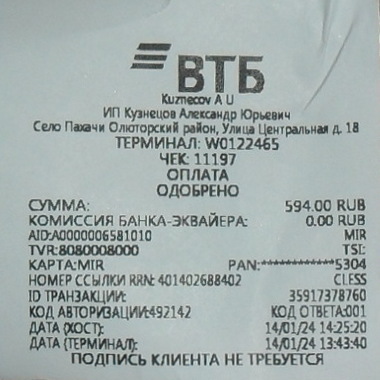 ВТБ
Kuznecov A U
ИП Кузнецов Александр Юрьевич
Село Пахачи Олюторский район, Улица Центральная д. 18
ТЕРМИНАЛ: W0122465
ЧЕК: 11197
ОПЛАТА
ОДОБРЕНО
СУММА: 594.00 RUB
КОМИССИЯ БАНКА-ЭКВАЙЕРА: 0.00 RUB
AID:A0000006581010 MIR
TVR:8080008000 TSI:
КАРТА:MIR PAN:************5304
НОМЕР ССЫЛКИ RRN: 401402688402 CLESS
ID ТРАНЗАКЦИИ: 35917378760
КОД АВТОРИЗАЦИИ:492142 КОД ОТВЕТА:001
ДАТА (ХОСТ): 14/01/24 14:25:20
ДАТА (ТЕРМИНАЛ): 14/01/24 13:43:40
ПОДПИСЬ КЛИЕНТА НЕ ТРЕБУЕТСЯ